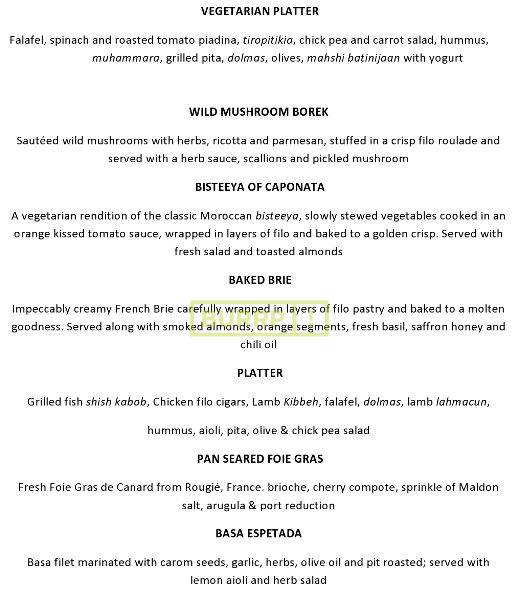 VEGETARIAN PLATTER
Falafel, spinach and roasted tomato piadina, tiropitikia, chick pea and carrot salad, hummus,
muhammara, grilled pita, dolmas, olives, mahshi batinijaan with yogurt
WILD MUSHROOM BOREK
Sautéed wild mushrooms with herbs, ricotta and parmesan, stuffed in a crisp filo roulade and
served with a herb sauce, scallions and pickled mushroom
BISTEEYA OF CAPONATA
A vegetarian rendition of the classic Moroccan bisteeya, slowly stewed vegetables cooked in an
orange kissed tomato sauce, wrapped in layers of filo and baked to a golden crisp. Served with
fresh salad and toasted almonds
BAKED BRIE
Impeccably creamy French Brie carefully wrapped in layers of filo pastry and baked to a molten
goodness. Served along with smoked almonds, orange segments, fresh basil, saffron honey and
chili oil
PLATTER
Grilled fish shish kabob, Chicken filo cigars, Lamb Kibbeh, falafel, dolmas, lamb lahmacun,
hummus, aioli, pita, olive & chick pea salad
PAN SEARED FOIE GRAS
Fresh Foie Gras de Canard from Rougié, France. brioche, cherry compote, sprinkle of Maldon
salt, arugula & port reduction
BASA ESPETADA
Basa filet marinated with carom seeds, garlic, herbs, olive oil and pit roasted; served with
lemon aioli and herb salad